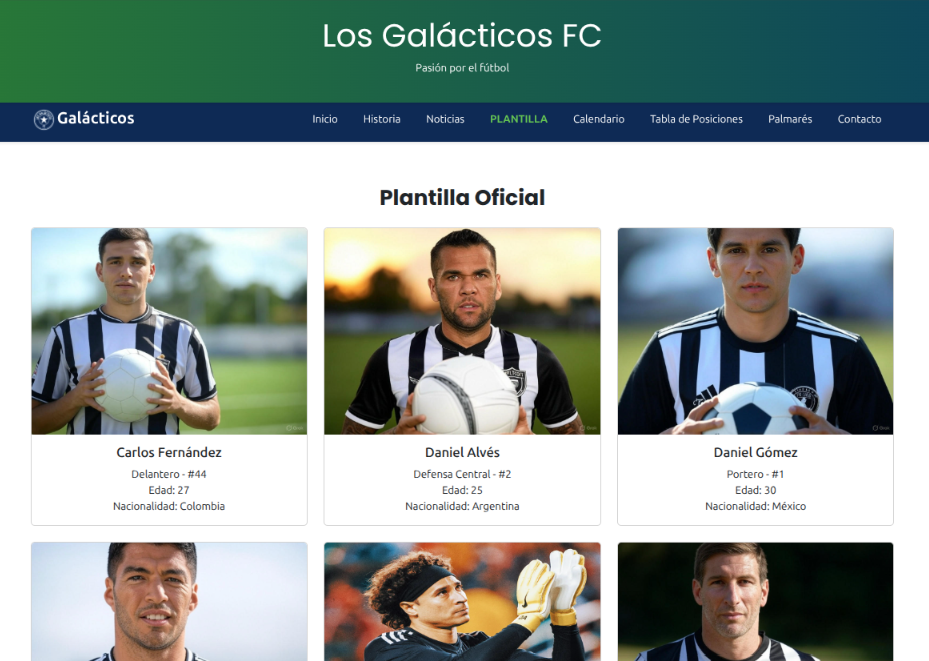 Los Galácticos FC
Pasión por el fútbol
Galácticos
Inicio Historia Noticias PLANTILLA Calendario Tabla de Posiciones Palmarés Contacto
Plantilla Oficial
Carlos Fernández
Delantero - #44
Edad: 27
Nacionalidad: Colombia
Daniel Alvés
Defensa Central - #2
Edad: 25
Nacionalidad: Argentina
Daniel Gómez
Portero - #1
Edad: 30
Nacionalidad: México